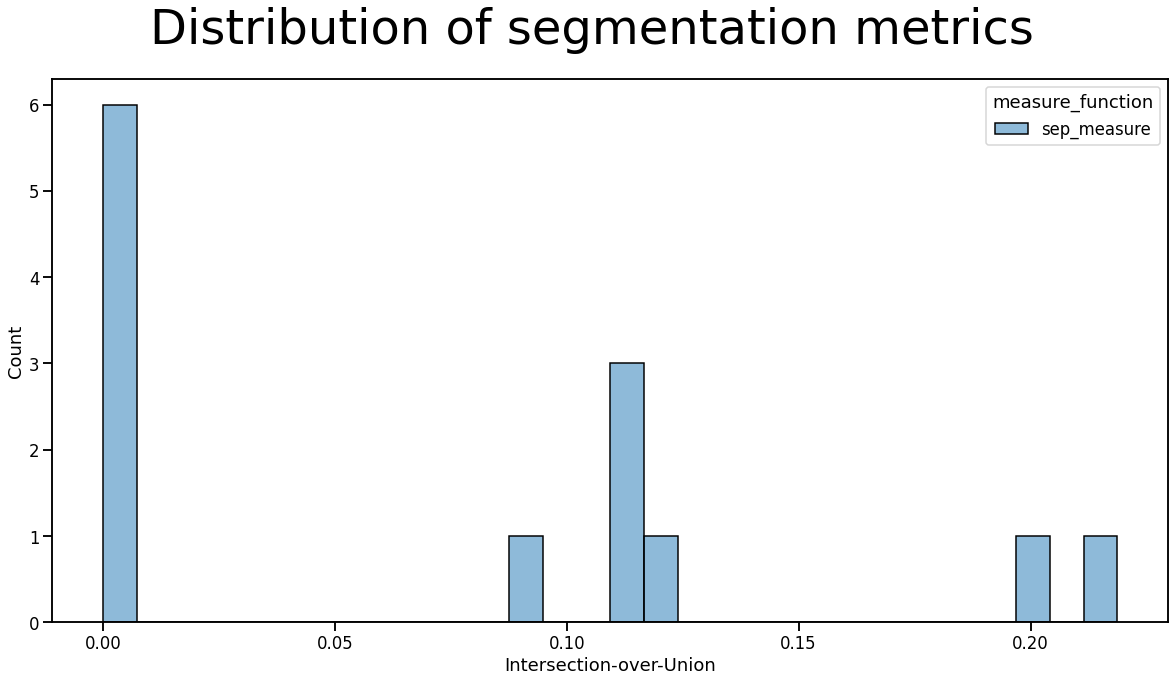 Distribution of segmentation metrics
measure_function
sep_measure
6
5
4
3
2
1
0
Count
0.00 0.05 0.10 0.15 0.20
Intersection-over-Union